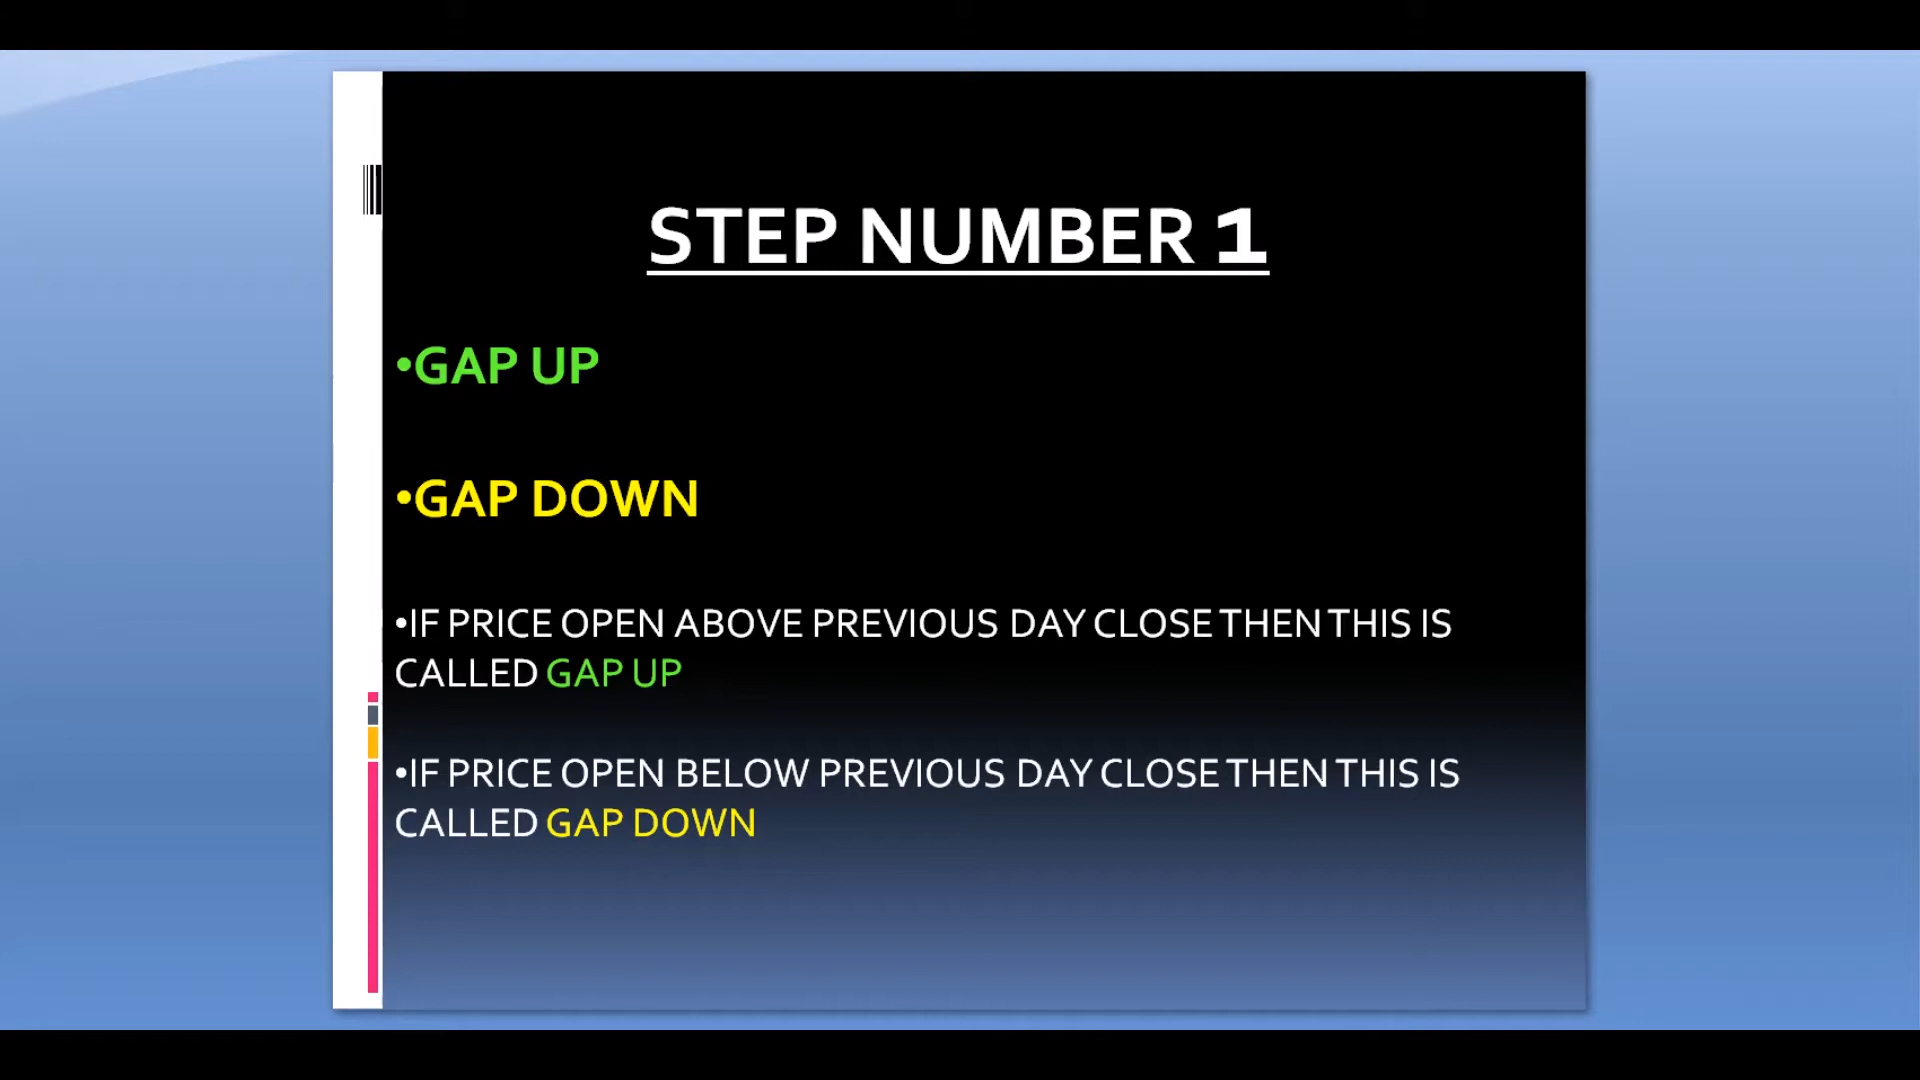 STEP NUMBER 1
•GAP UP
•GAP DOWN
•IF PRICE OPEN ABOVE PREVIOUS DAY CLOSE THEN THIS IS
CALLED GAP UP
•IF PRICE OPEN BELOW PREVIOUS DAY CLOSE THEN THIS IS
CALLED GAP DOWN